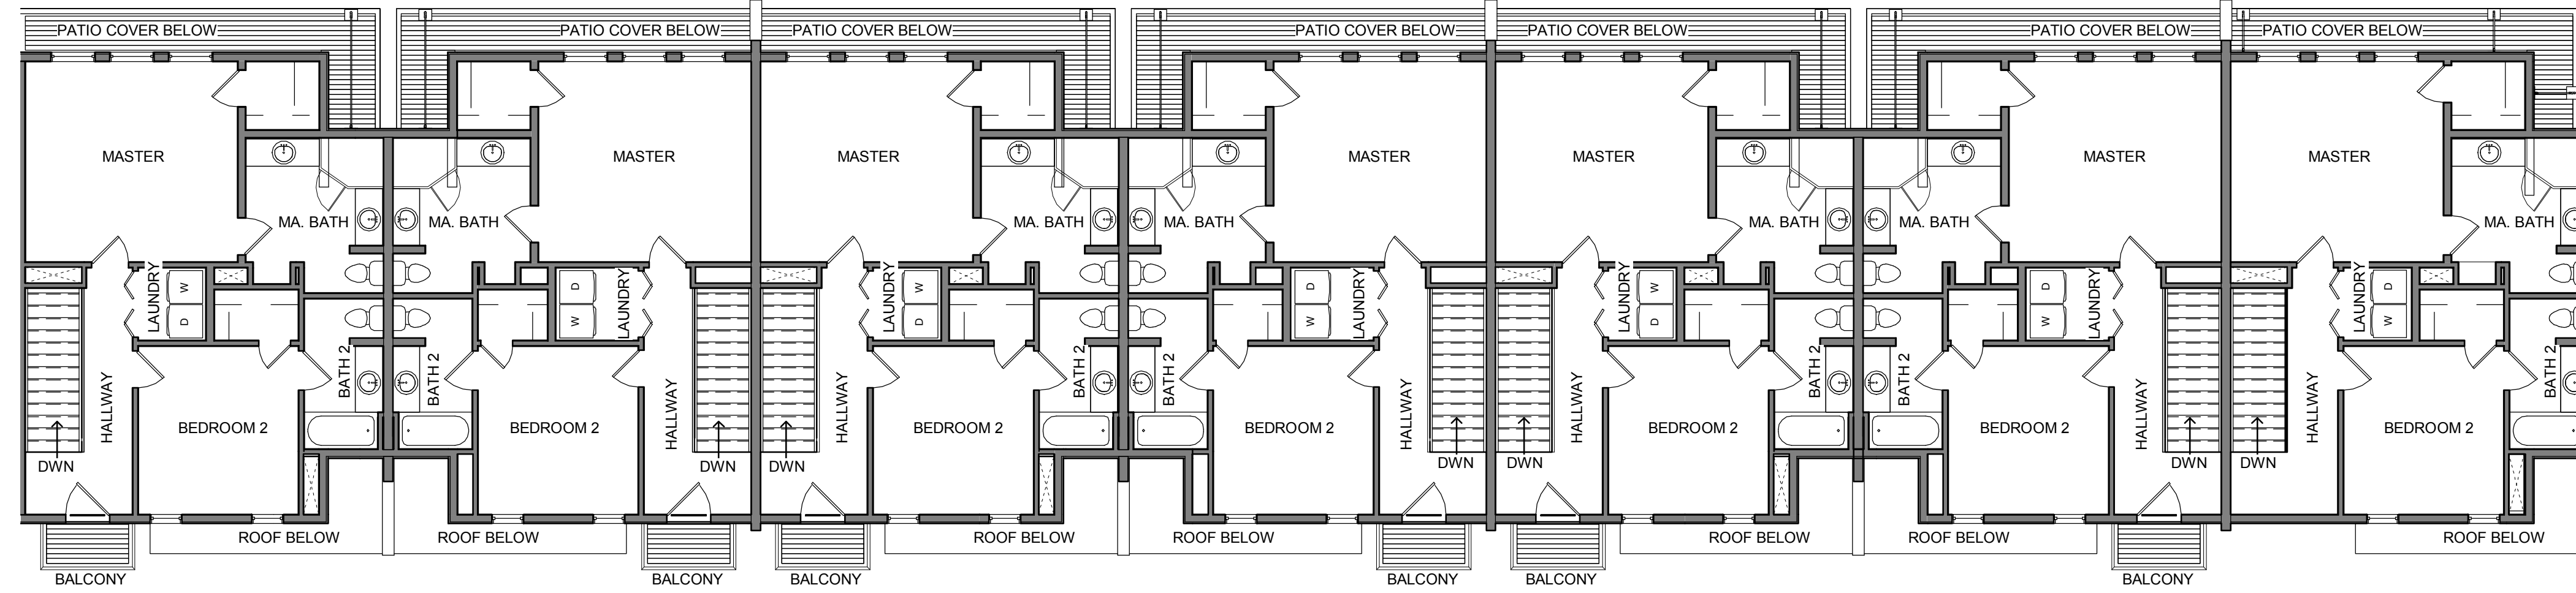 PATIO COVER BELOW
PATIO COVER BELOW
PATIO COVER BELOW
PATIO COVER BELOW
PATIO COVER BELOW
PATIO COVER BELOW
PATIO COVER BELOW
MASTER
MASTER
MASTER
MASTER
MASTER
MASTER
MASTER
MA. BATH
MA. BATH
MA. BATH
MA. BATH
MA. BATH
MA. BATH
MA. BATH
LAUNDRY
W
D
D
W
LAUNDRY
LAUNDRY
W
D
D
W
LAUNDRY
LAUNDRY
W
D
D
W
LAUNDRY
LAUNDRY
D
W
BATH 2
BATH 2
BATH 2
BATH 2
BATH 2
BATH 2
BATH 2
HALLWAY
HALLWAY
HALLWAY
HALLWAY
HALLWAY
HALLWAY
HALLWAY
BEDROOM 2
BEDROOM 2
BEDROOM 2
BEDROOM 2
BEDROOM 2
BEDROOM 2
BEDROOM 2
DWN
DWN
DWN
DWN
DWN
DWN
DWN
ROOF BELOW
ROOF BELOW
ROOF BELOW
ROOF BELOW
ROOF BELOW
ROOF BELOW
ROOF BELOW
BALCONY
BALCONY
BALCONY
BALCONY
BALCONY
BALCONY